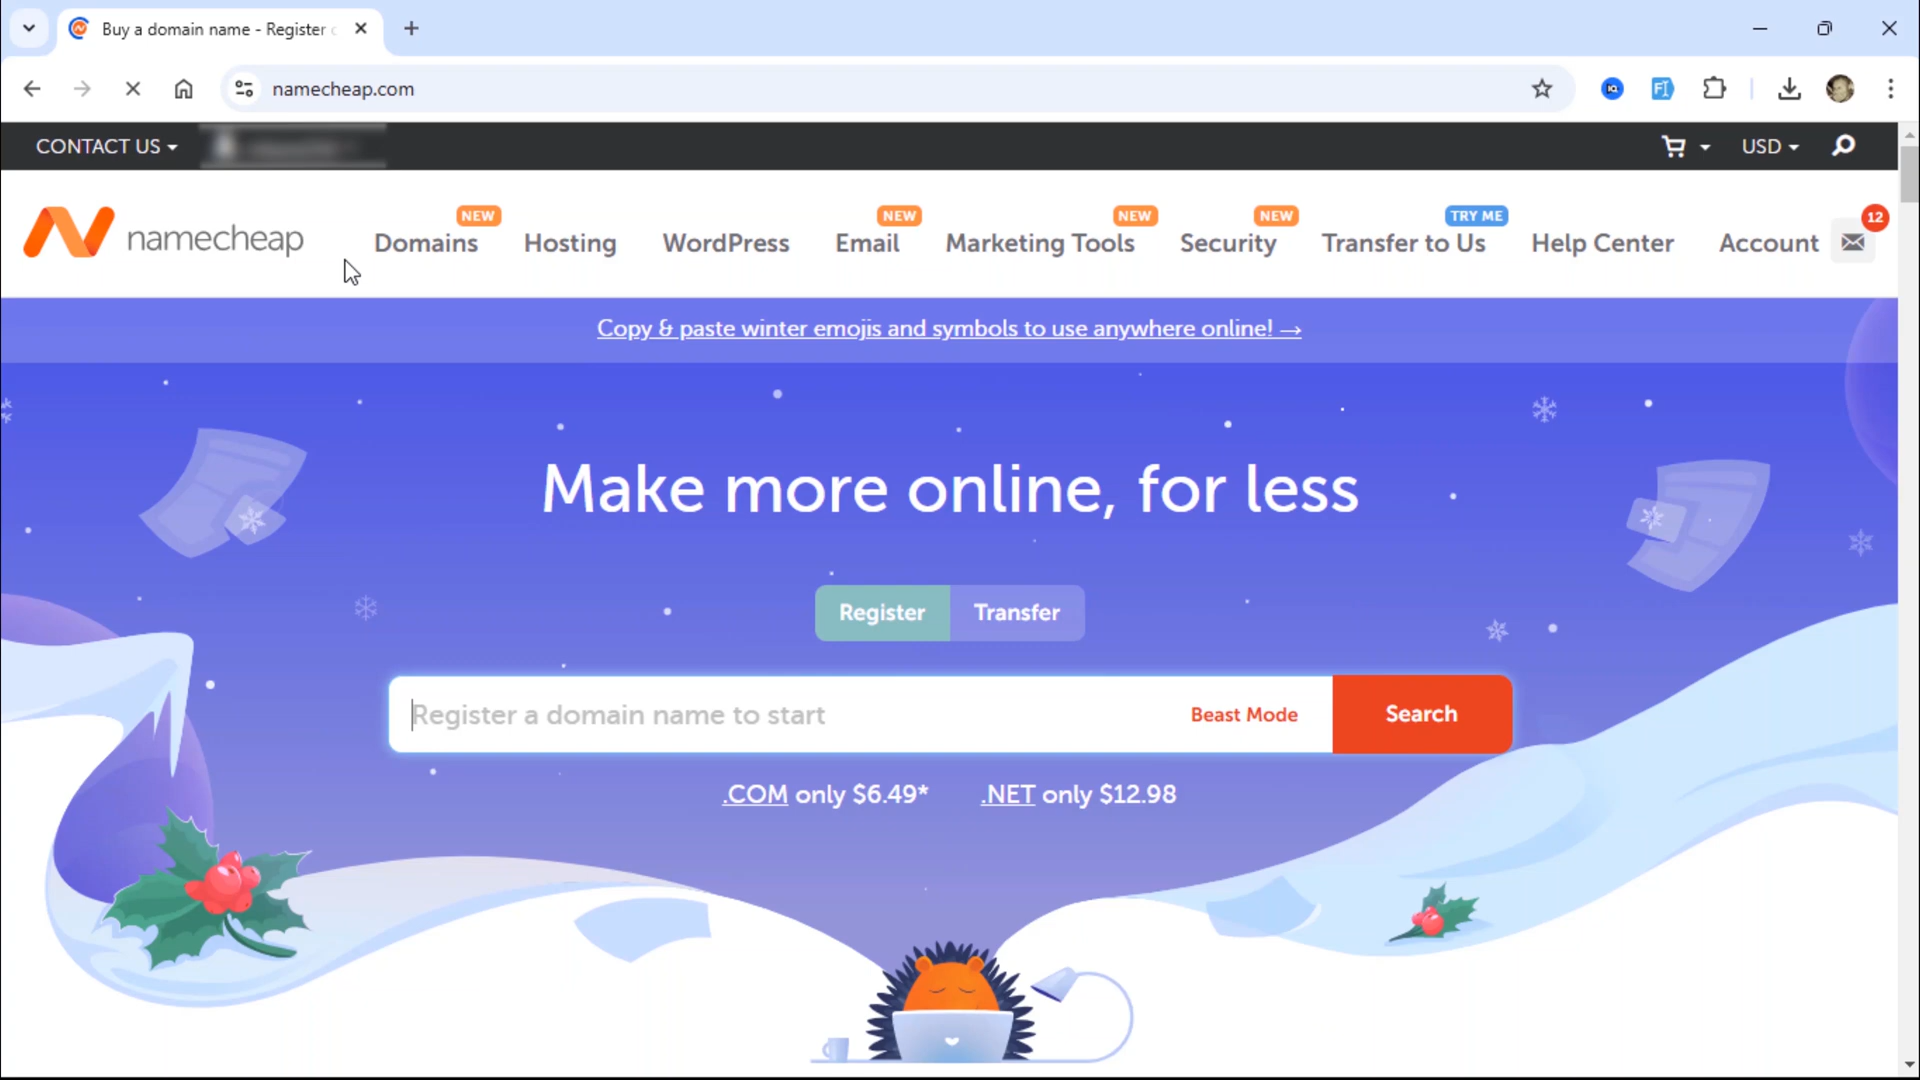 Buy a domain name - Register
namecheap.com
CONTACT US
USD
namecheap
NEW
NEW
NEW
NEW
TRY ME
12
Domains Hosting WordPress Email Marketing Tools Security Transfer to Us Help Center Account
Copy & paste winter emojis and symbols to use anywhere online! →
Make more online, for less
Register Transfer
Register a domain name to start Beast Mode Search
.COM only $6.49* .NET only $12.98